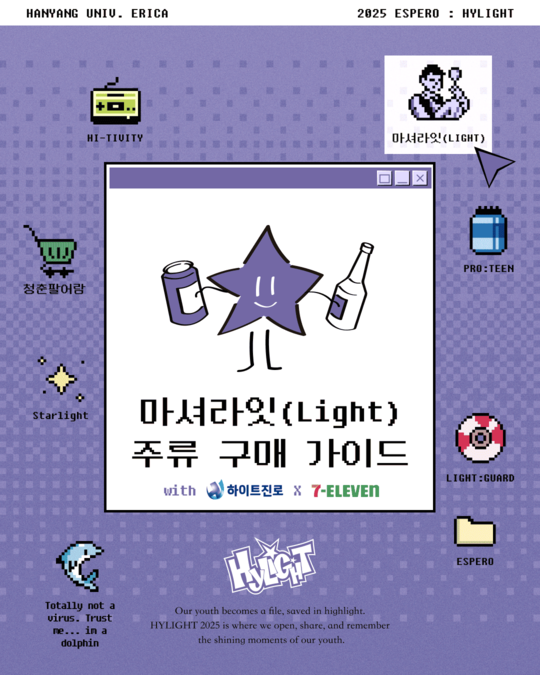 HANYANG UNIV. ERICA
2025 ESPERO : HYLIGHT
HI-TIVITY
마셔라잇(LIGHT)
청춘팔어람
PRO:TEEN
Starlight
마셔라잇(Light)
주류 구매 가이드
with 하이트진로 X 7-ELEVEN
LIGHT:GUARD
ESPERO
Totally not a
virus. Trust
me... im a
dolphin
HYLIGHT
Our youth becomes a file, saved in highlight.
HYLIGHT 2025 is where we open, share, and remember
the shining moments of our youth.